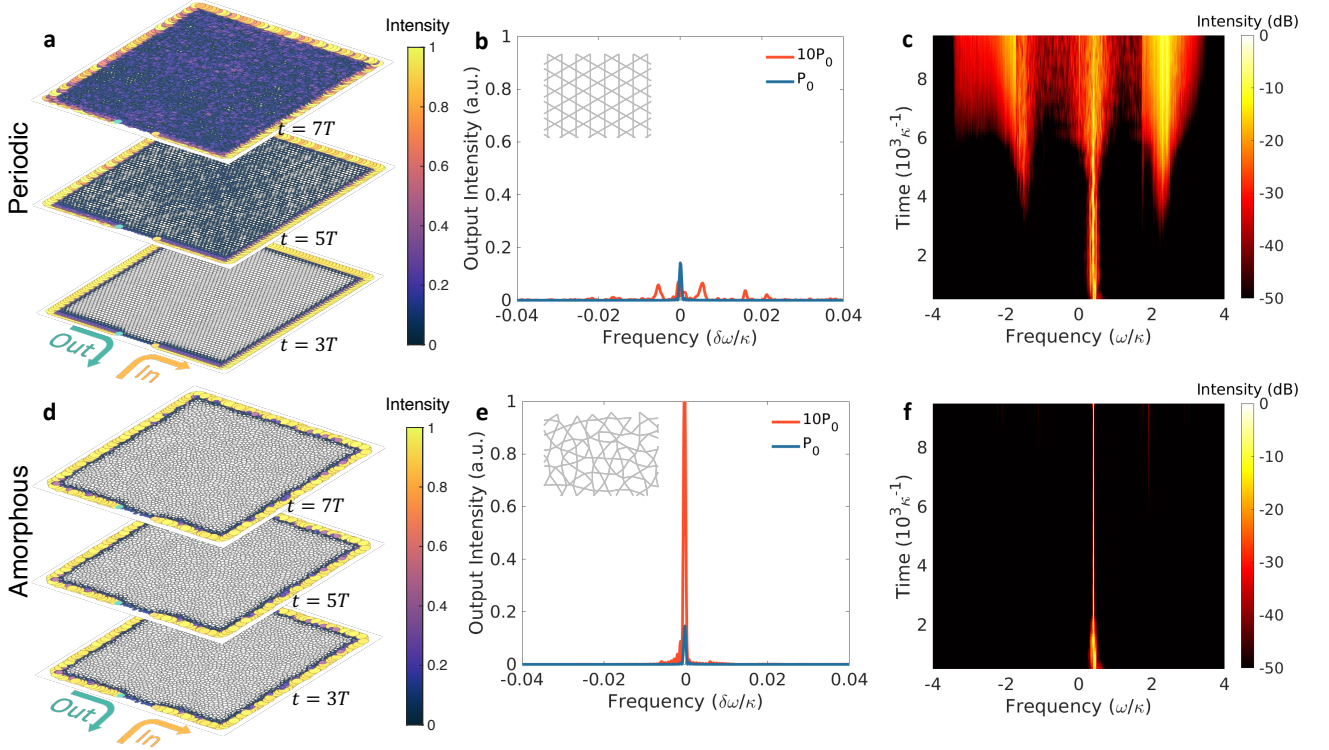 a
Intensity
1
0.8
0.6
0.4
0.2
0
Periodic
t = 7T
t = 5T
t = 3T
Out
In
b
Output Intensity (a.u.)
1
0.8
0.6
0.4
0.2
0
10P₀
P₀
-0.04 -0.02 0 0.02 0.04
Frequency (δω/κ)
c
Intensity (dB)
Time (10³κ⁻¹)
8
6
4
2
-4 -2 0 2 4
Frequency (ω/κ)
0
-10
-20
-30
-40
-50
d
Intensity
1
0.8
0.6
0.4
0.2
0
Amorphous
t = 7T
t = 5T
t = 3T
Out
In
e
Output Intensity (a.u.)
1
0.8
0.6
0.4
0.2
0
10P₀
P₀
-0.04 -0.02 0 0.02 0.04
Frequency (δω/κ)
f
Intensity (dB)
Time (10³κ⁻¹)
8
6
4
2
-4 -2 0 2 4
Frequency (ω/κ)
0
-10
-20
-30
-40
-50